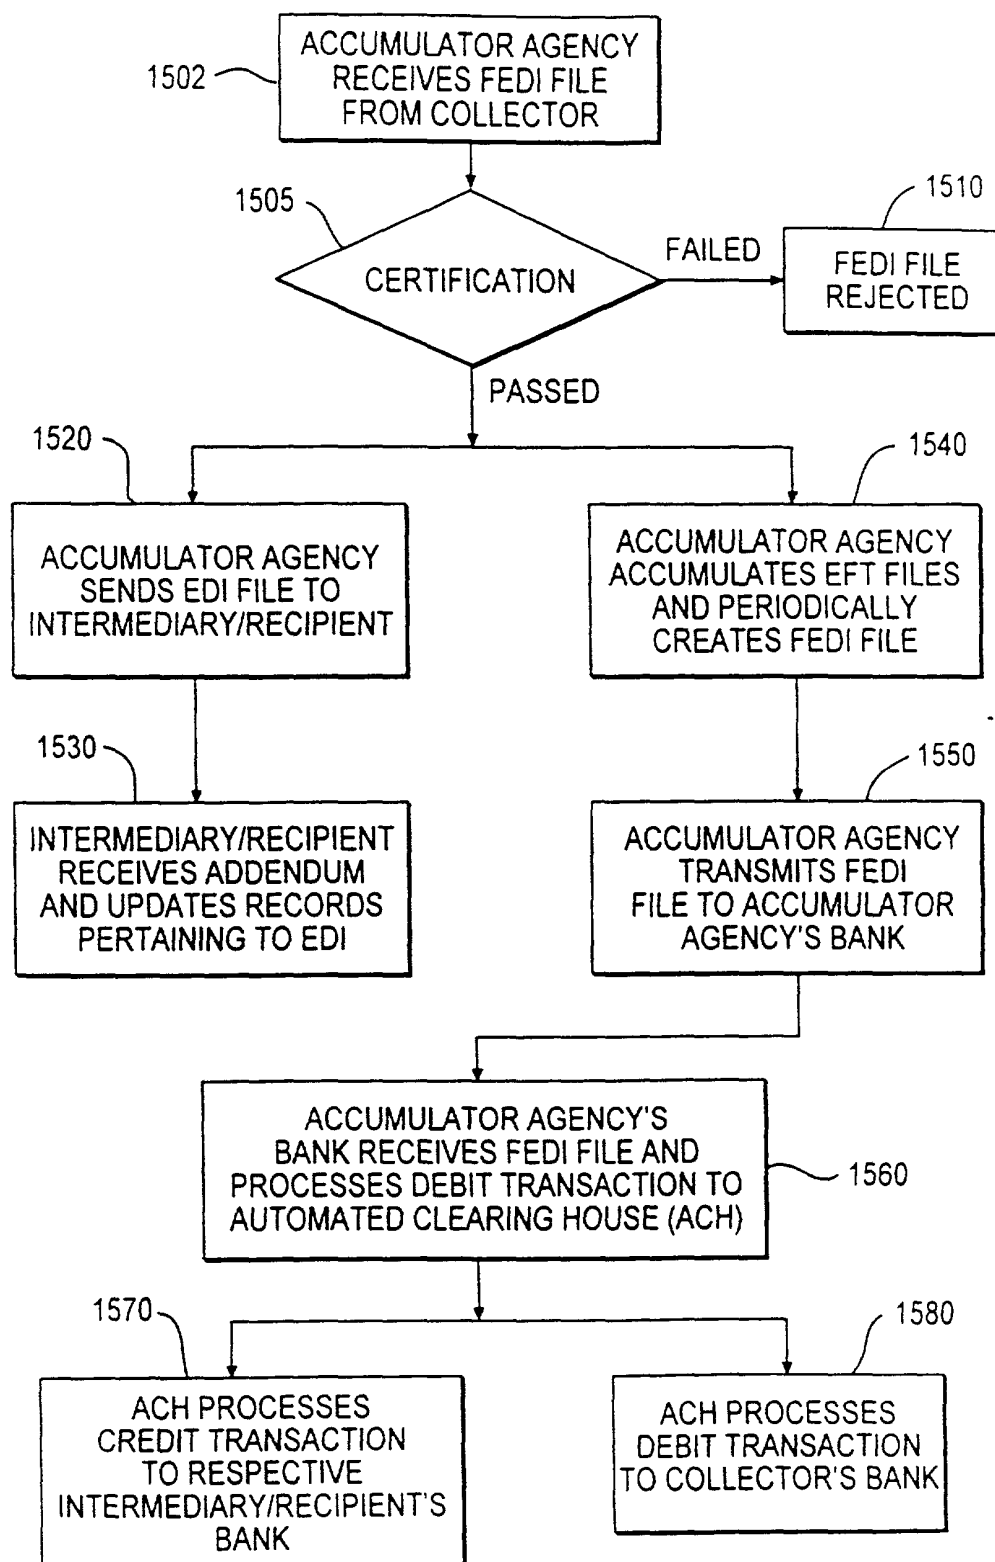 1502
ACCUMULATOR AGENCY
RECEIVES FEDI FILE
FROM COLLECTOR
1505
CERTIFICATION
FAILED
1510
FEDI FILE
REJECTED
PASSED
1520
ACCUMULATOR AGENCY
SENDS EDI FILE TO
INTERMEDIARY/RECIPIENT
1540
ACCUMULATOR AGENCY
ACCUMULATES EFT FILES
AND PERIODICALLY
CREATES FEDI FILE
1530
INTERMEDIARY/RECIPIENT
RECEIVES ADDENDUM
AND UPDATES RECORDS
PERTAINING TO EDI
1550
ACCUMULATOR AGENCY
TRANSMITS FEDI
FILE TO ACCUMULATOR
AGENCY'S BANK
ACCUMULATOR AGENCY'S
BANK RECEIVES FEDI FILE AND
PROCESSES DEBIT TRANSACTION TO
AUTOMATED CLEARING HOUSE (ACH)
1560
1570
ACH PROCESSES
CREDIT TRANSACTION
TO RESPECTIVE
INTERMEDIARY/RECIPIENT'S
BANK
1580
ACH PROCESSES
DEBIT TRANSACTION
TO COLLECTOR'S BANK